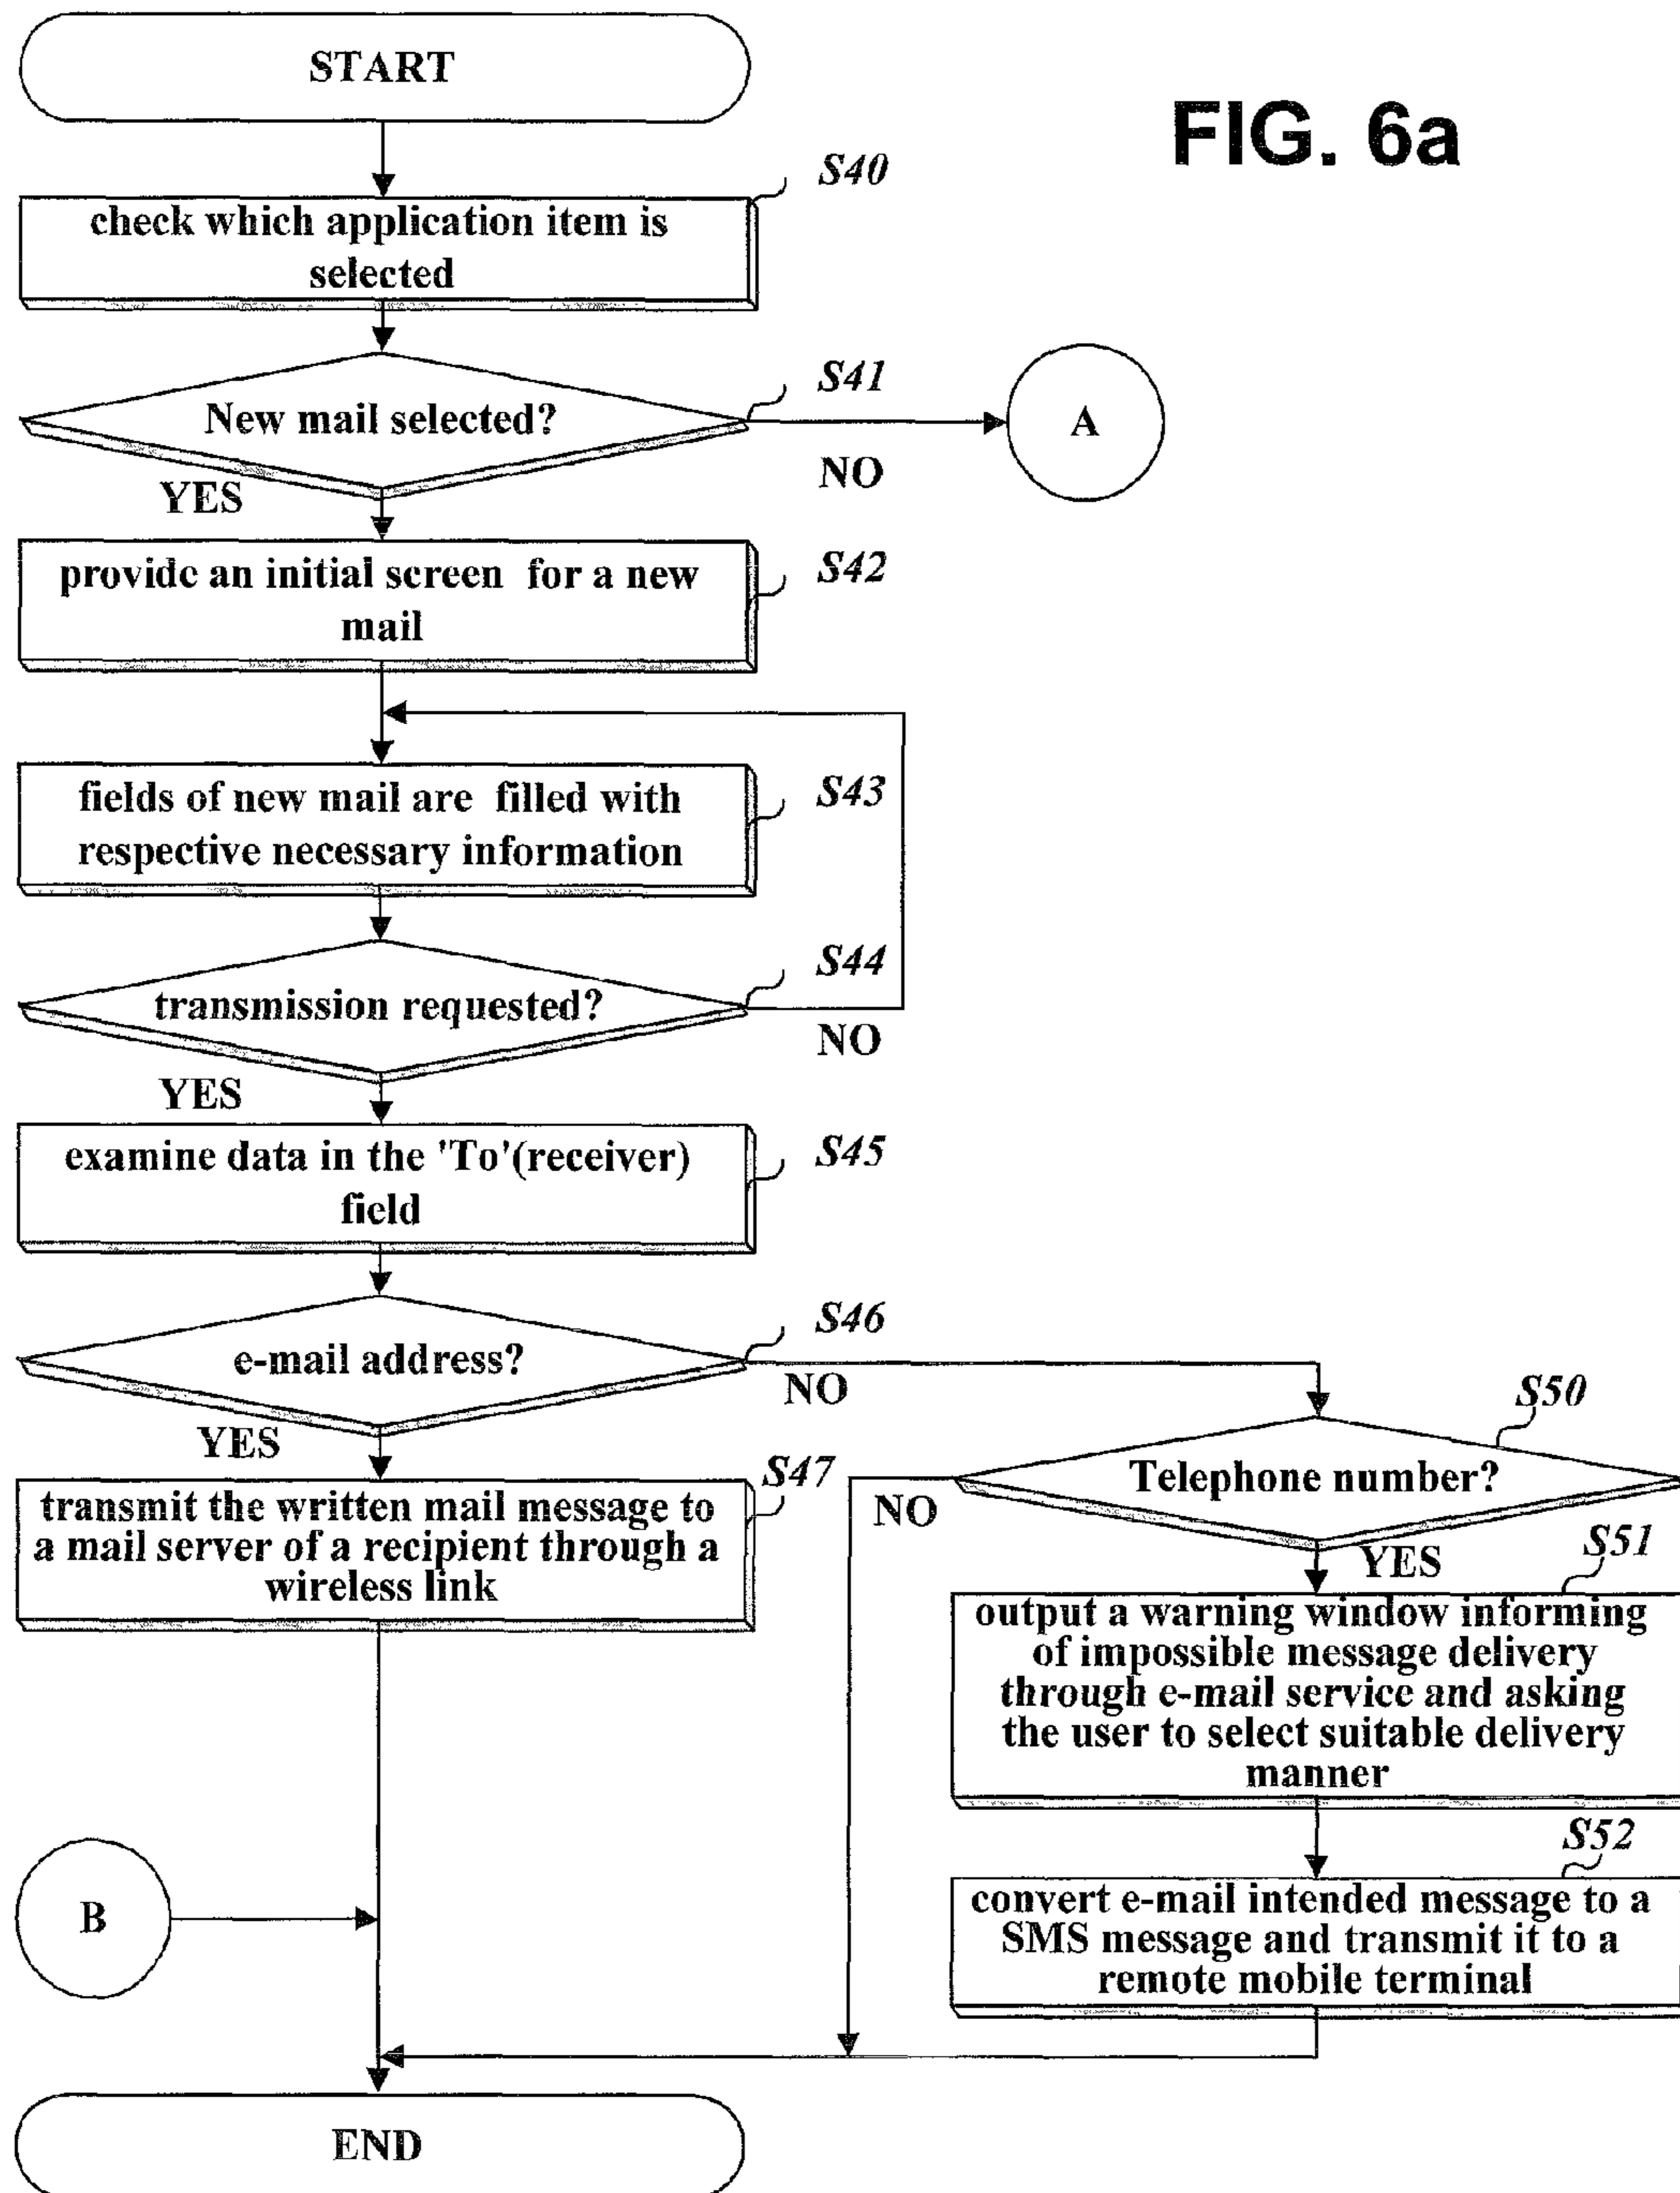 FIG. 6a
START
S40
check which application item is
selected
S41
New mail selected?
A
NO
YES
S42
provide an initial screen for a new
mail
S43
fields of new mail are filled with
respective necessary information
S44
transmission requested?
NO
YES
S45
examine data in the 'To'(receiver)
field
S46
e-mail address?
NO
YES
S50
Telephone number?
NO
YES
S47
transmit the written mail message to
a mail server of a recipient through a
wireless link
S51
output a warning window informing
of impossible message delivery
through e-mail service and asking
the user to select suitable delivery
manner
S52
convert e-mail intended message to a
SMS message and transmit it to a
remote mobile terminal
B
END